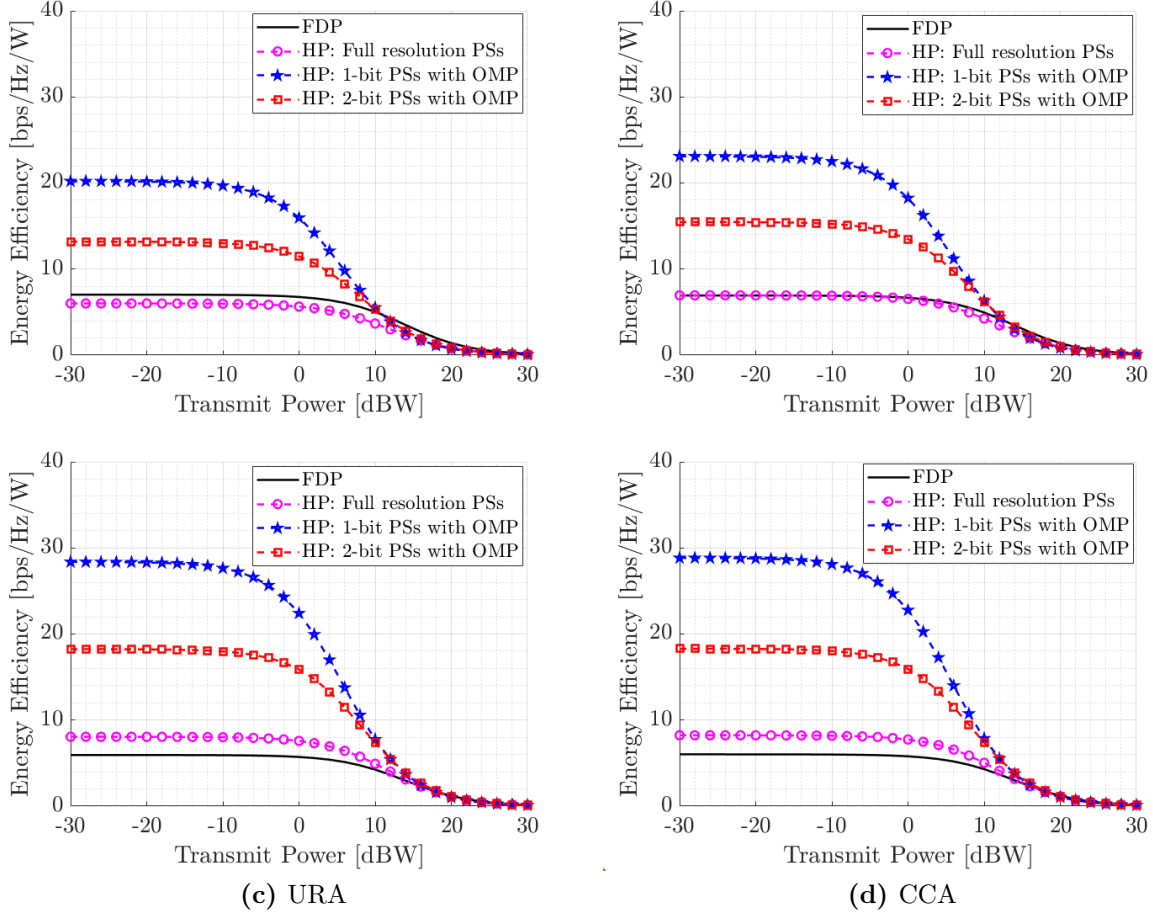 Energy Efficiency [bps/Hz/W]
40
30
20
10
0
FDP
HP: Full resolution PSs
HP: 1-bit PSs with OMP
HP: 2-bit PSs with OMP
-30 -20 -10 0 10 20 30
Transmit Power [dBW]
Energy Efficiency [bps/Hz/W]
40
30
20
10
0
FDP
HP: Full resolution PSs
HP: 1-bit PSs with OMP
HP: 2-bit PSs with OMP
-30 -20 -10 0 10 20 30
Transmit Power [dBW]
Energy Efficiency [bps/Hz/W]
40
30
20
10
0
FDP
HP: Full resolution PSs
HP: 1-bit PSs with OMP
HP: 2-bit PSs with OMP
-30 -20 -10 0 10 20 30
Transmit Power [dBW]
(c) URA
Energy Efficiency [bps/Hz/W]
40
30
20
10
0
FDP
HP: Full resolution PSs
HP: 1-bit PSs with OMP
HP: 2-bit PSs with OMP
-30 -20 -10 0 10 20 30
Transmit Power [dBW]
(d) CCA